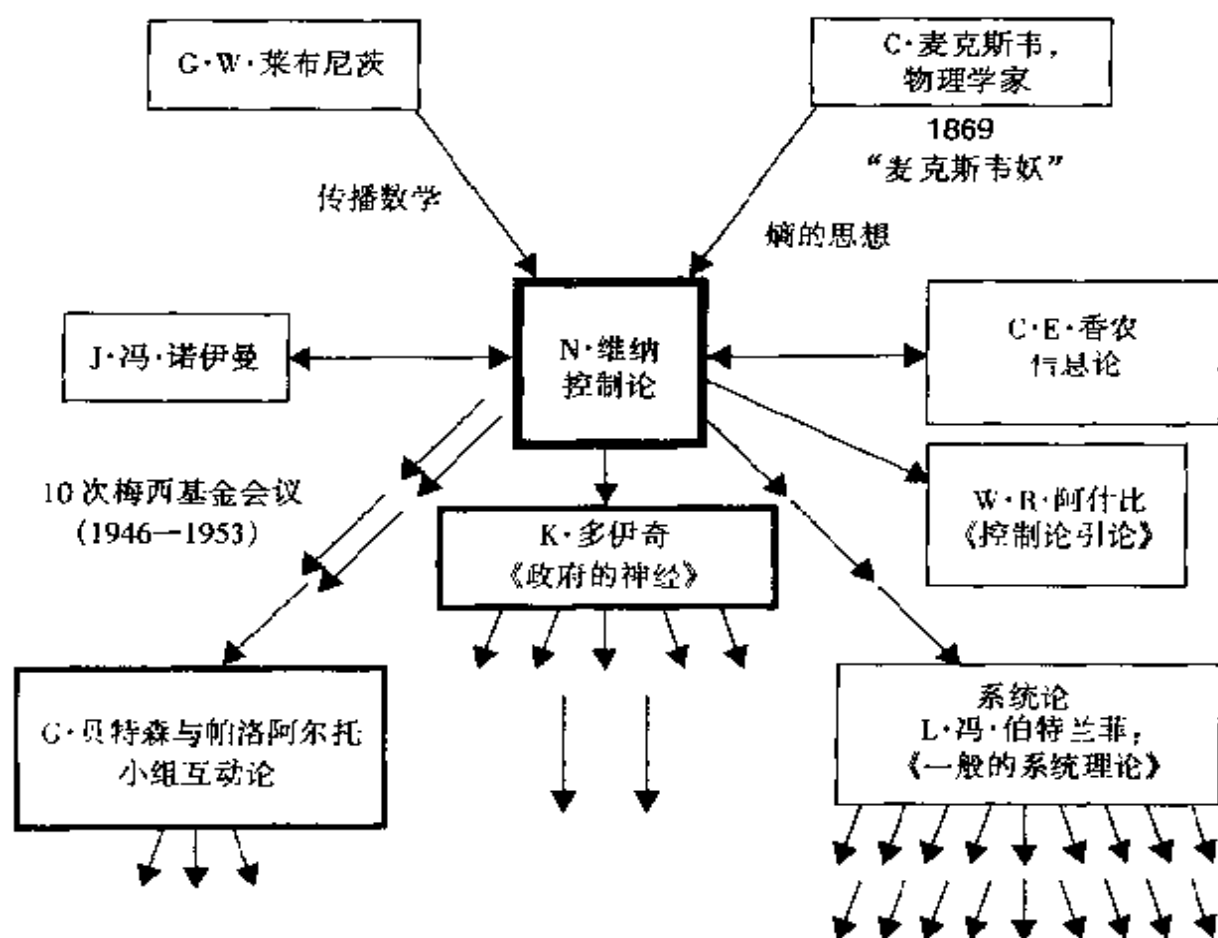 G·W·莱布尼茨
C·麦克斯韦，
物理学家
1869
“麦克斯韦妖”
传播数学
熵的思想
J·冯·诺伊曼
N·维纳
控制论
C·E·香农
信息论
10次梅西基金会议
(1946—1953)
K·多伊奇
《政府的神经》
W·R·阿什比
《控制论引论》
G·贝特森与帕洛阿尔托
小组互动论
系统论
L·冯·伯特兰菲；
《一般的系统理论》